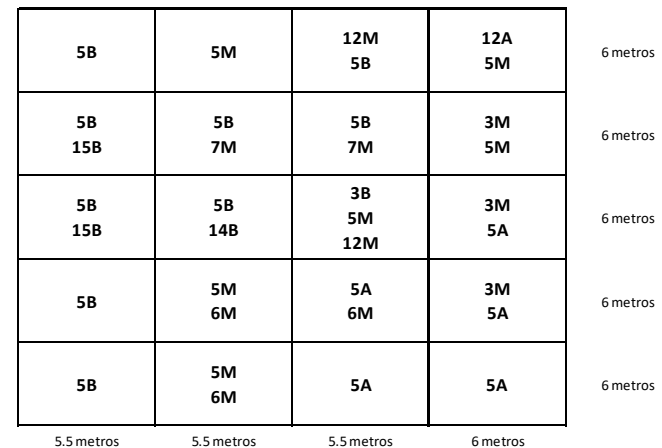 5B 5M 12M 12A 6 metros
5B 5M
5B 5B 5B 3M 6 metros
15B 7M 7M 5M
5B 5B 3B 3M 6 metros
15B 14B 5M 5A
12M
5B 5M 5A 3M 6 metros
6M 6M 5A
5B 5M 5A 5A 6 metros
6M
5.5 metros 5.5 metros 5.5 metros 6 metros